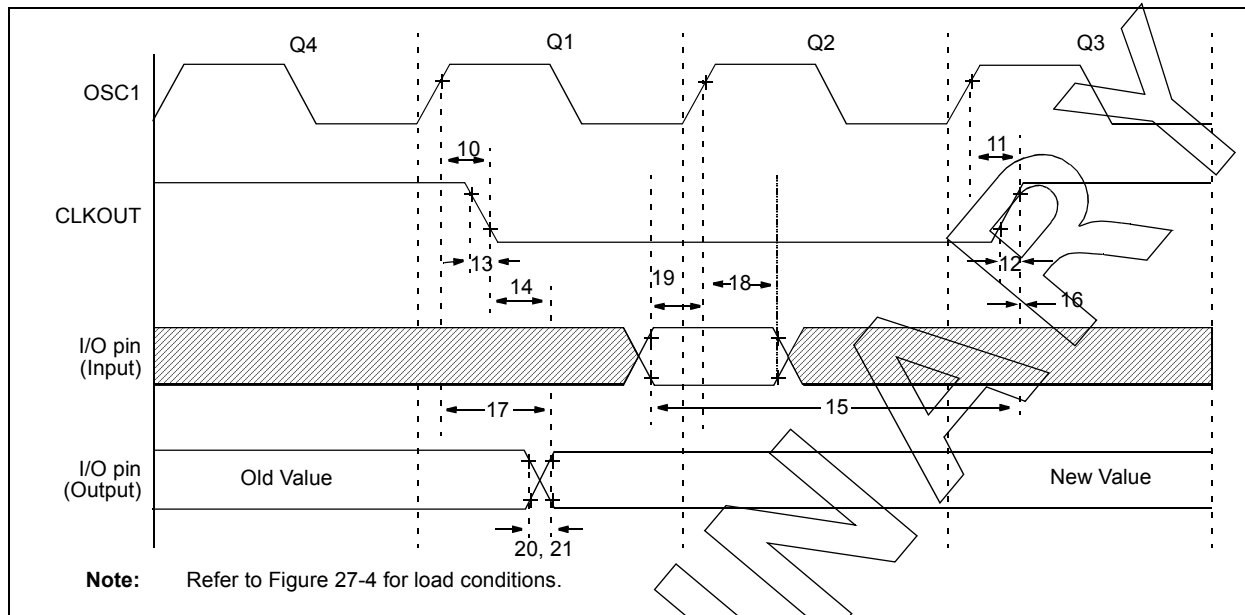 Q4 Q1 Q2 Q3
OSC1
10 11
CLKOUT
13 12
14 19 18 16
I/O pin
(Input)
17 15
I/O pin
(Output)
Old Value New Value
20, 21
Note: Refer to Figure 27-4 for load conditions.
INARY